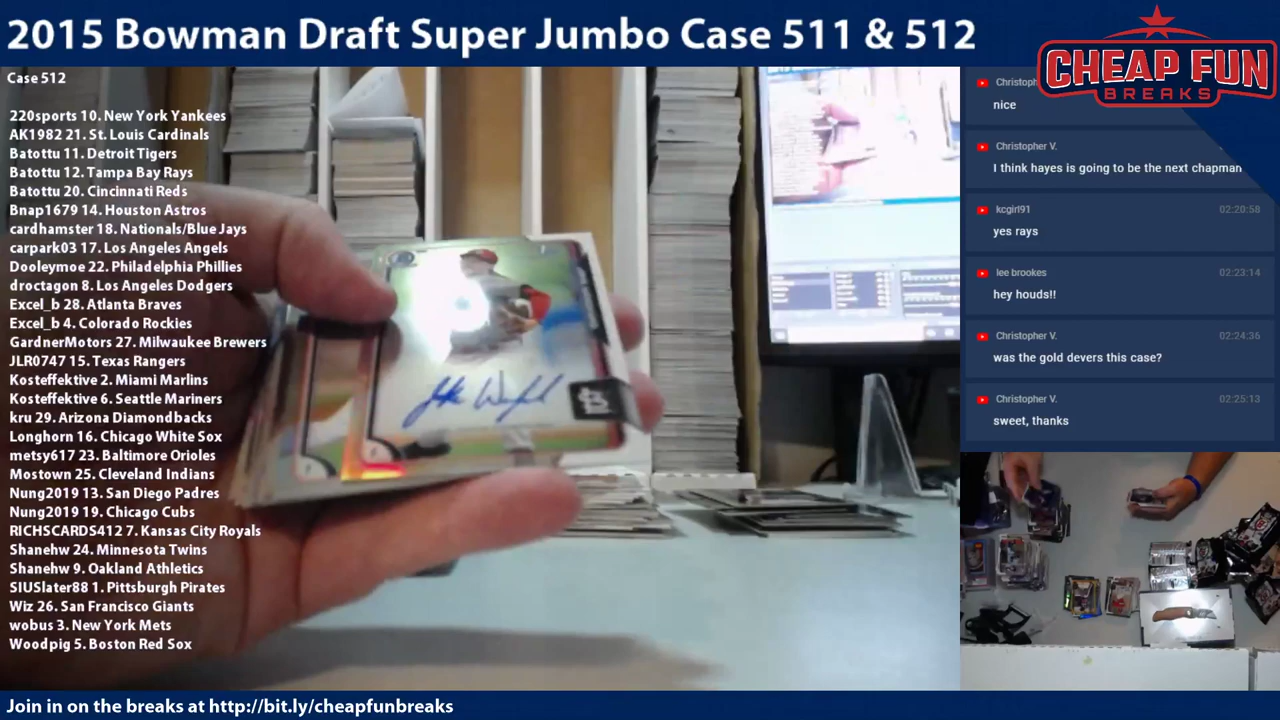 2015 Bowman Draft Super Jumbo Case 511 & 512
CHEAP FUN
BREAKS
Case 512
220sports 10. New York Yankees
AK1982 21. St. Louis Cardinals
Batottu 11. Detroit Tigers
Batottu 12. Tampa Bay Rays
Batottu 20. Cincinnati Reds
Bnap1679 14. Houston Astros
cardhamster 18. Nationals/Blue Jays
carpark03 17. Los Angeles Angels
Dooleymoe 22. Philadelphia Phillies
droctagon 8. Los Angeles Dodgers
Excel_b 28. Atlanta Braves
Excel_b 4. Colorado Rockies
GardnerMotors 27. Milwaukee Brewers
JLR0747 15. Texas Rangers
Kosteffektive 2. Miami Marlins
Kosteffektive 6. Seattle Mariners
kru 29. Arizona Diamondbacks
Longhorn 16. Chicago White Sox
metsy617 23. Baltimore Orioles
Mostown 25. Cleveland Indians
Nung2019 13. San Diego Padres
Nung2019 19. Chicago Cubs
RICHSCARDS412 7. Kansas City Royals
Shanehw 24. Minnesota Twins
Shanehw 9. Oakland Athletics
SIUSlater88 1. Pittsburgh Pirates
Wiz 26. San Francisco Giants
wobus 3. New York Mets
Woodpig 5. Boston Red Sox
Christoph
nice
Christopher V.
I think hayes is going to be the next chapman
kcgirl91 02:20:58
yes rays
lee brookes 02:23:14
hey houds!!
Christopher V. 02:24:36
was the gold devers this case?
Christopher V. 02:25:13
sweet, thanks
Join in on the breaks at http://bit.ly/cheapfunbreaks